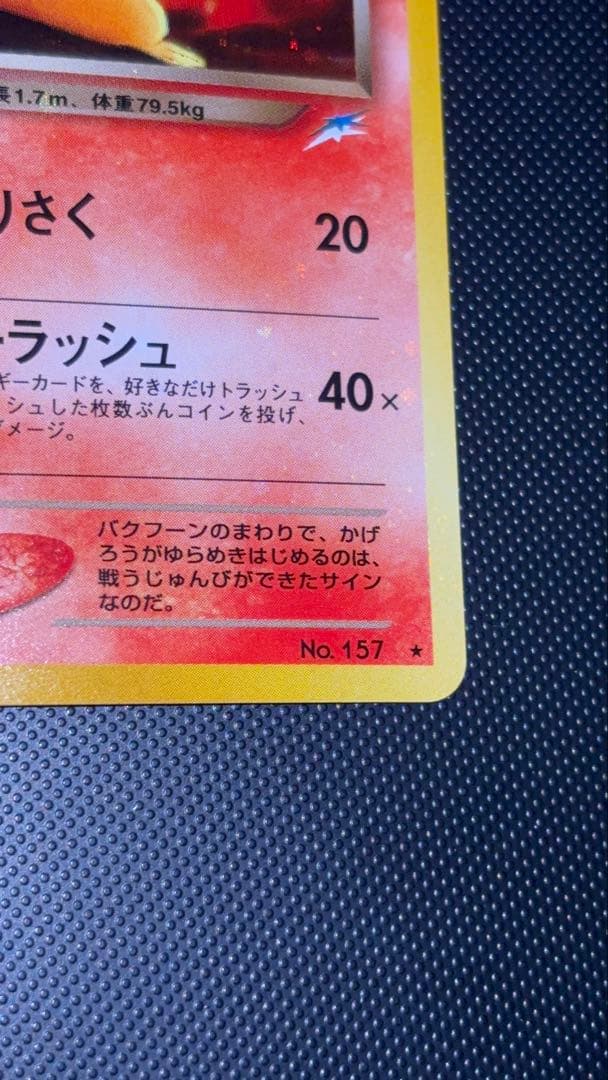 長1.7m、体重79.5kg
りさく
20
ラッシュ
ギーカードを、好きなだけトラッシュ
シュした枚数ぶんコインを投げ、
ダメージ。
40×
バクフーンのまわりで、かげ
ろうがゆらめきはじめるのは、
戦うじゅんびができたサイン
なのだ。
No. 157 ★